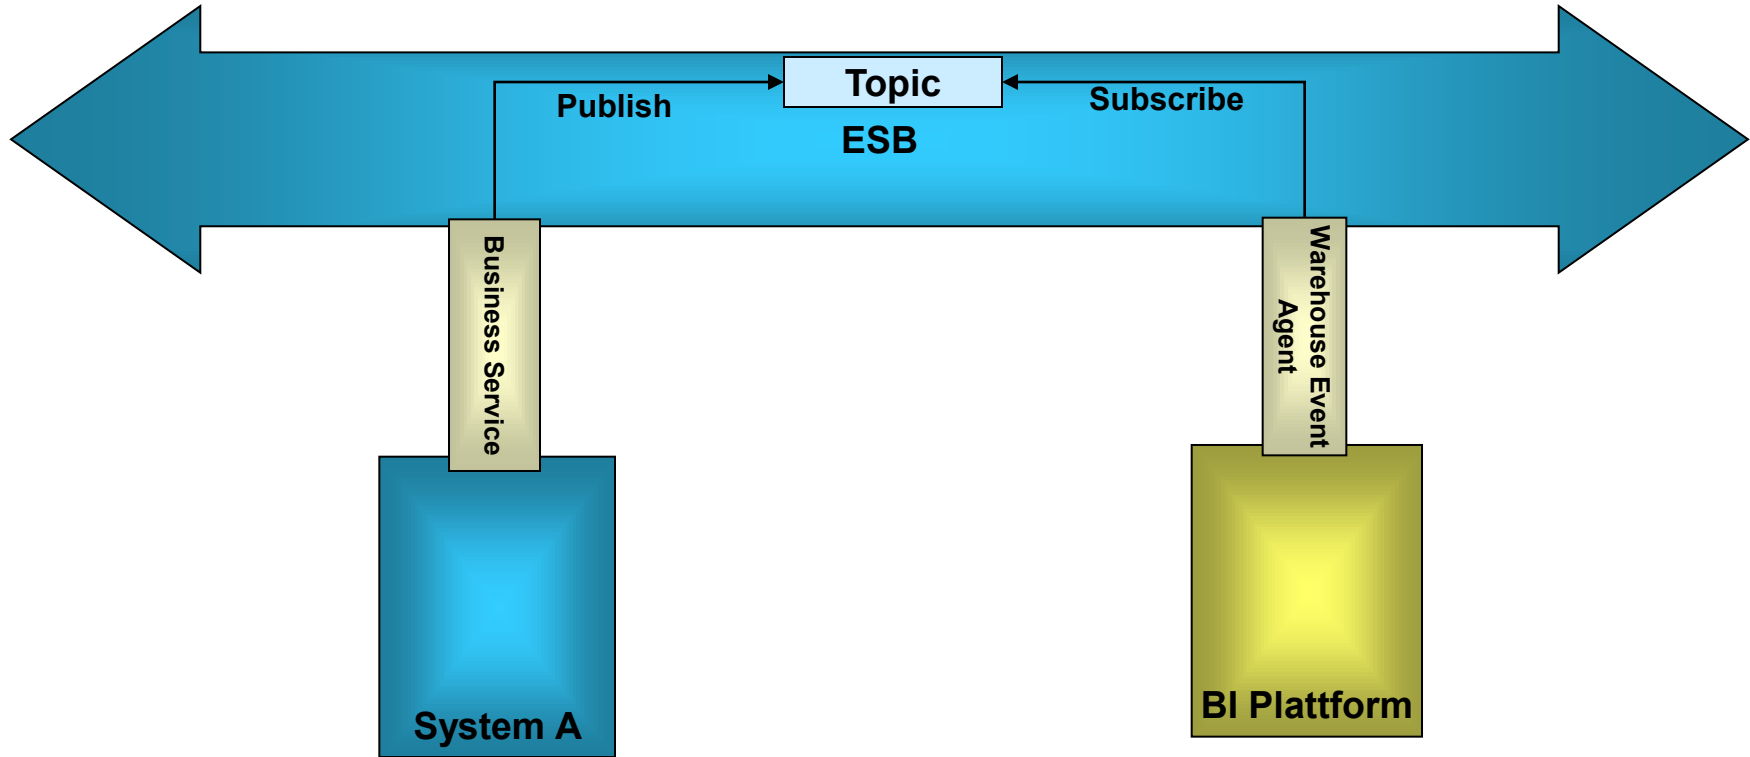 Topic
Publish
Subscribe
ESB
Business Service
Warehouse Event
Agent
System A
BI Plattform